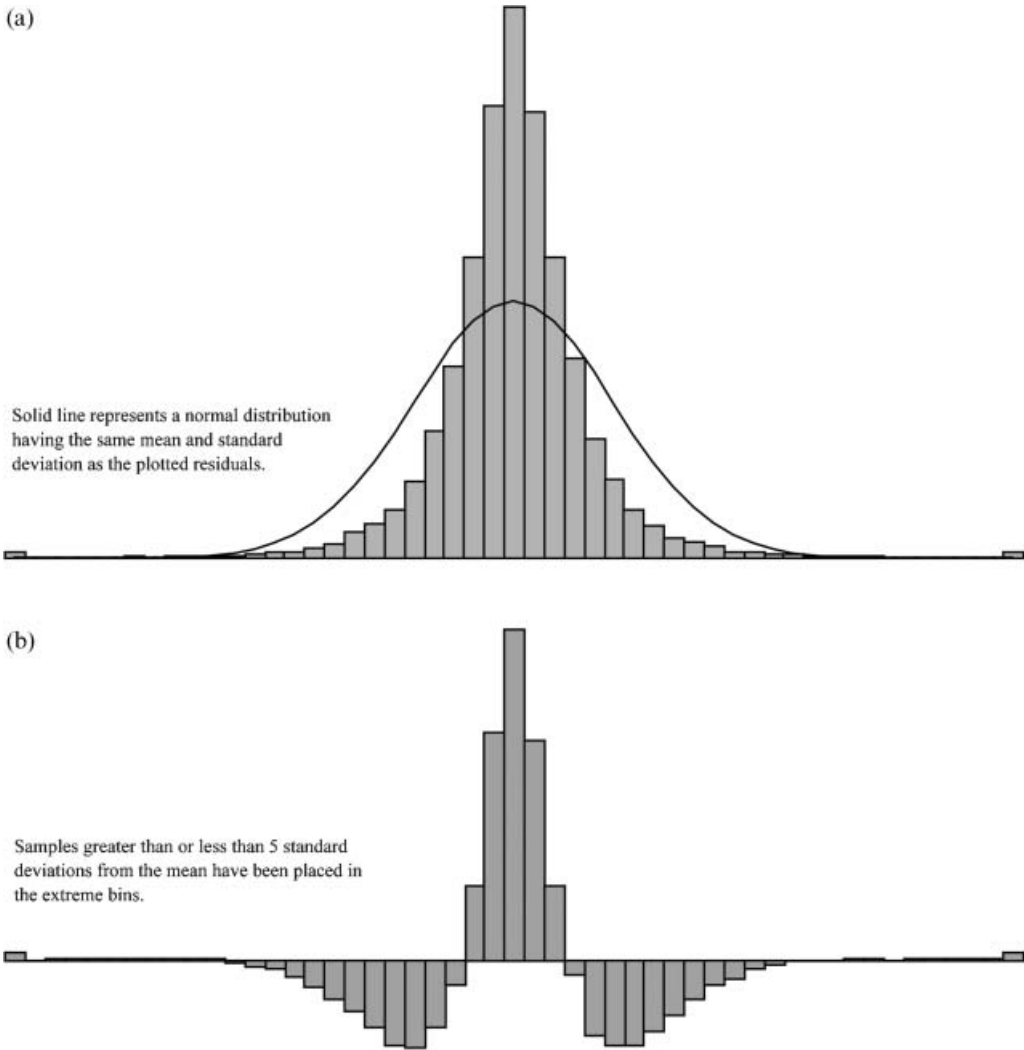 (a)
Solid line represents a normal distribution
having the same mean and standard
deviation as the plotted residuals.
(b)
Samples greater than or less than 5 standard
deviations from the mean have been placed in
the extreme bins.